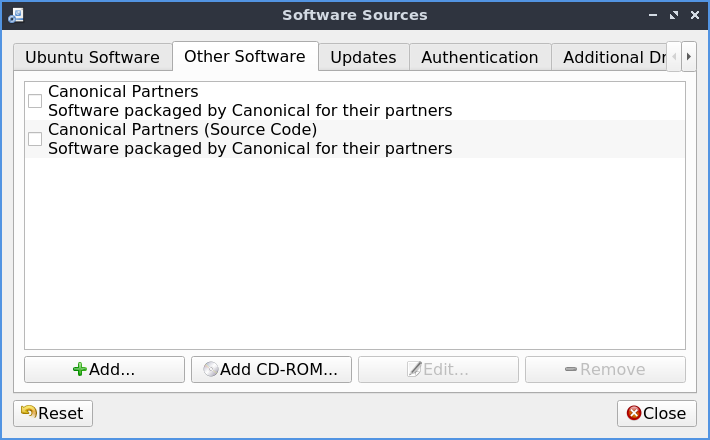 Software Sources
Ubuntu Software
Other Software
Updates
Authentication
Additional Dr
Canonical Partners
Software packaged by Canonical for their partners
Canonical Partners (Source Code)
Software packaged by Canonical for their partners
Add...
Add CD-ROM...
Edit...
Remove
Reset
Close